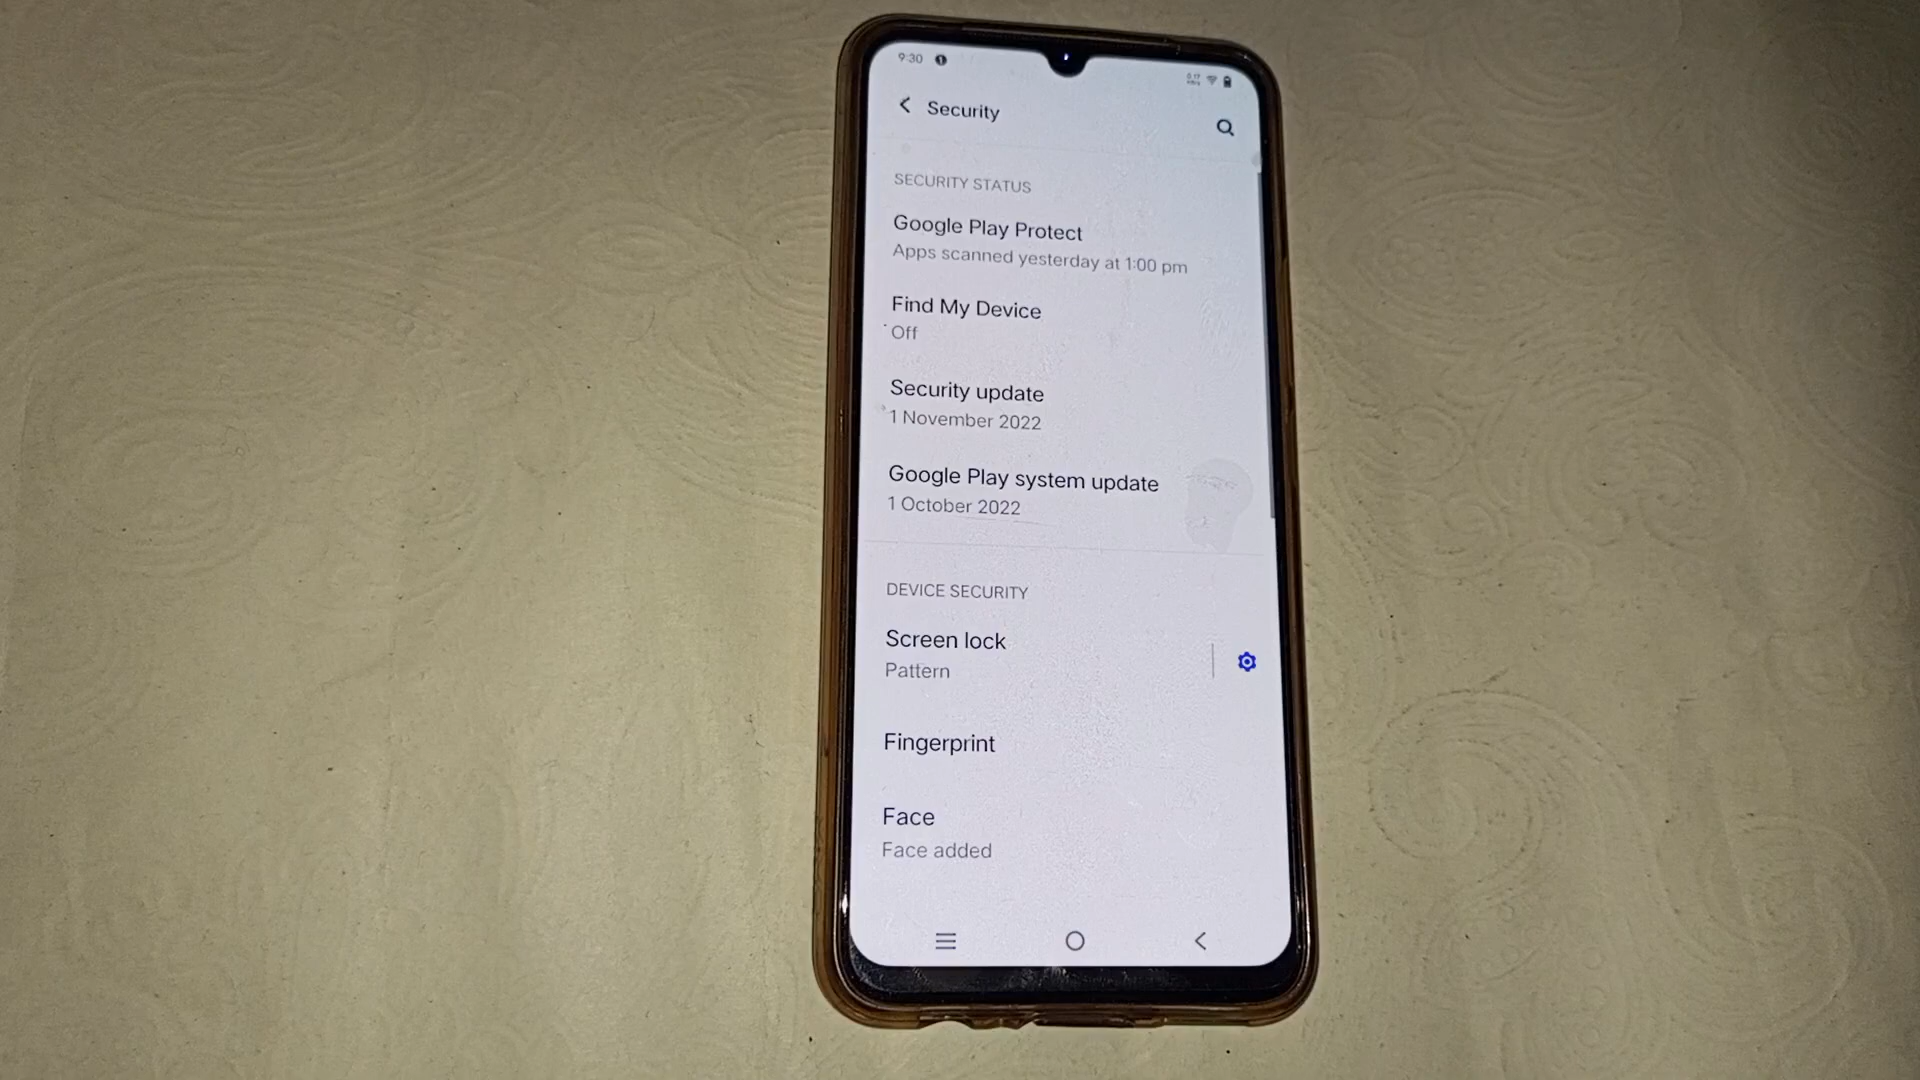 9:30
Security
SECURITY STATUS
Google Play Protect
Apps scanned yesterday at 1:00 pm
Find My Device
Off
Security update
1 November 2022
Google Play system update
1 October 2022
DEVICE SECURITY
Screen lock
Pattern
Fingerprint
Face
Face added